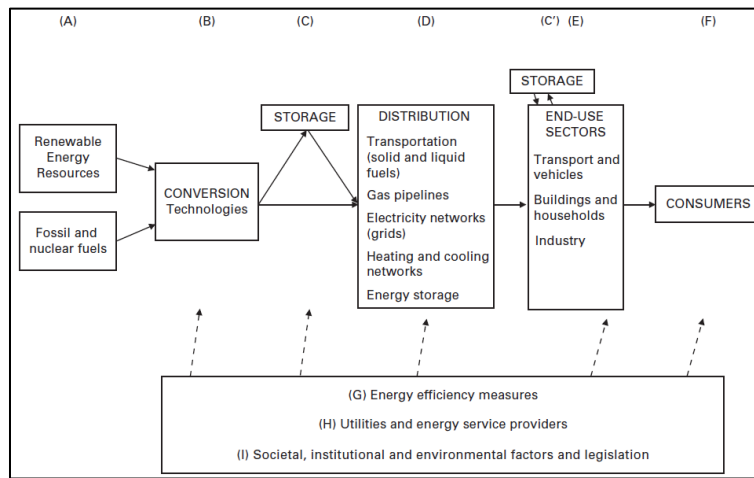 (A)
(B)
(C)
(D)
(C') (E)
(F)
STORAGE
STORAGE
Renewable
Energy
Resources
Fossil and
nuclear fuels
CONVERSION
Technologies
DISTRIBUTION
Transportation
(solid and liquid
fuels)
Gas pipelines
Electricity networks
(grids)
Heating and cooling
networks
Energy storage
END-USE
SECTORS
Transport and
vehicles
Buildings and
households
Industry
CONSUMERS
(G) Energy efficiency measures
(H) Utilities and energy service providers
(I) Societal, institutional and environmental factors and legislation